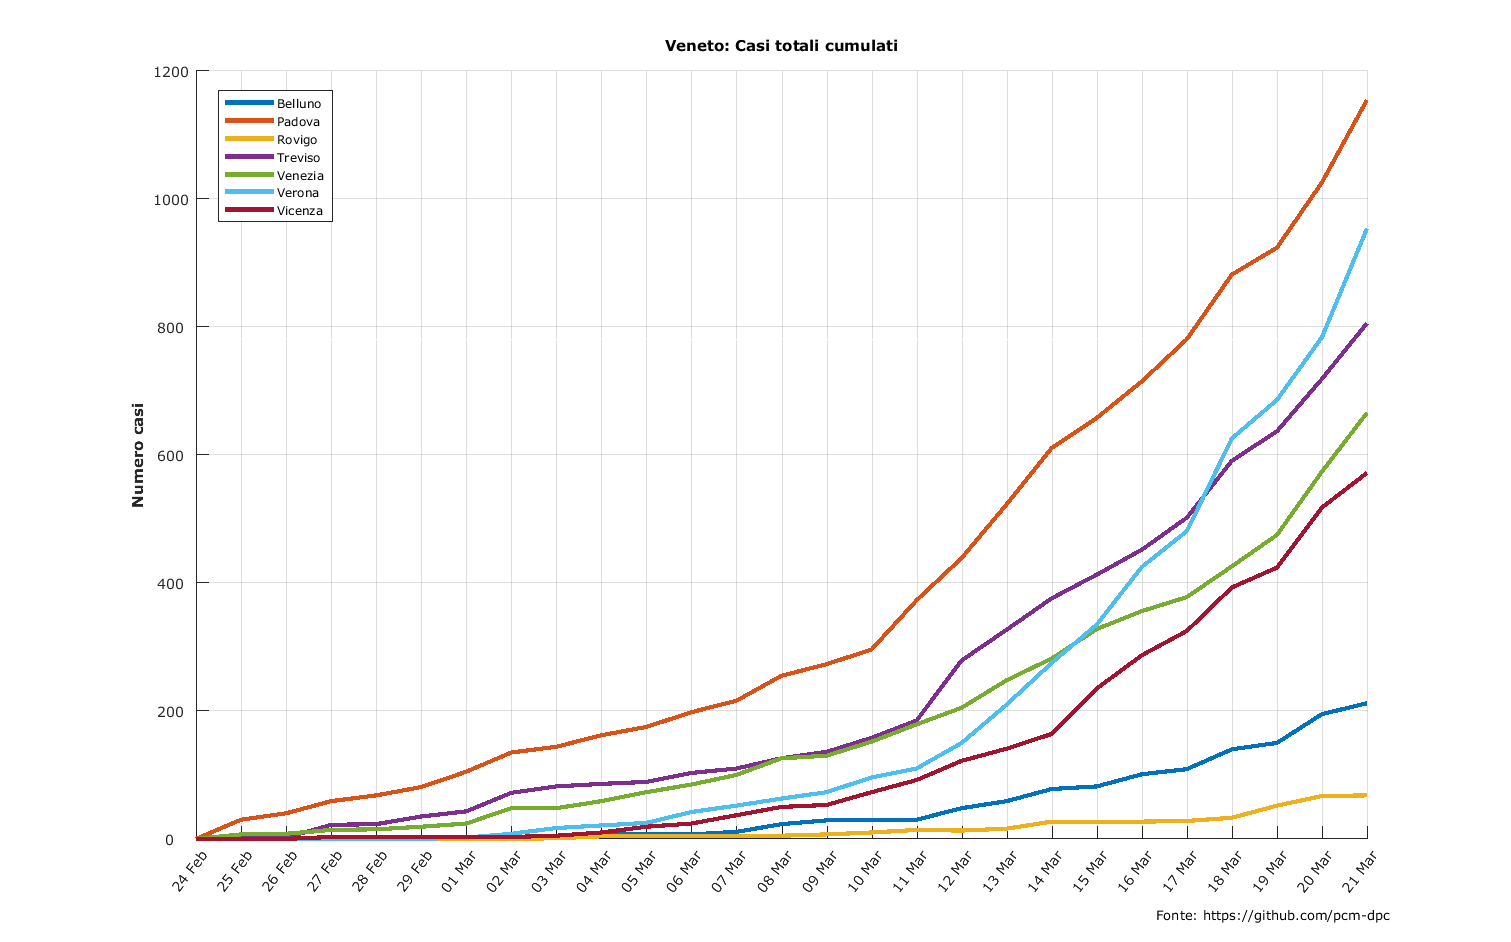 Veneto: Casi totali cumulati
1200
1000
800
600
400
200
0
Numero casi
Belluno
Padova
Rovigo
Treviso
Venezia
Verona
Vicenza
24 Feb
25 Feb
26 Feb
27 Feb
28 Feb
29 Feb
01 Mar
02 Mar
03 Mar
04 Mar
05 Mar
06 Mar
07 Mar
08 Mar
09 Mar
10 Mar
11 Mar
12 Mar
13 Mar
14 Mar
15 Mar
16 Mar
17 Mar
18 Mar
19 Mar
20 Mar
21 Mar
Fonte: https://github.com/pcm-dpc